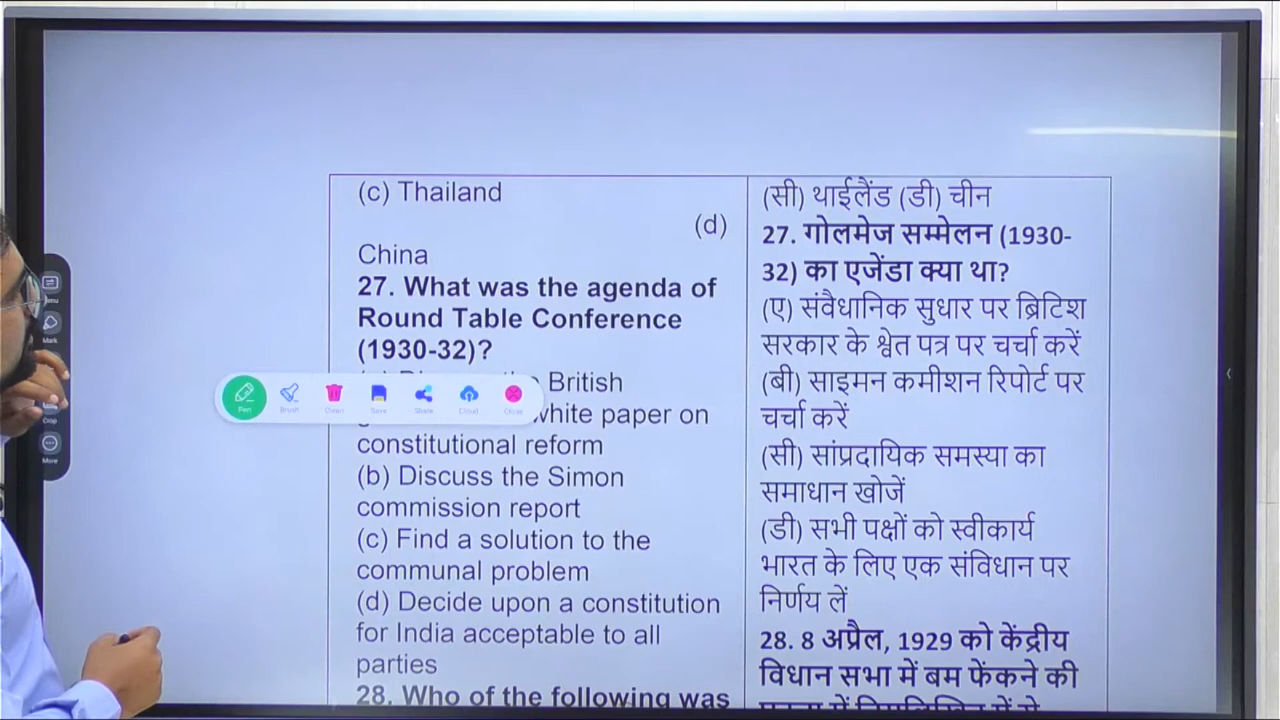 (c) Thailand
(d)
China
27. What was the agenda of
Round Table Conference
(1930-32)?
British
white paper on
constitutional reform
(b) Discuss the Simon
commission report
(c) Find a solution to the
communal problem
(d) Decide upon a constitution
for India acceptable to all
parties
28. Who of the following was
(सी) थाईलैंड (डी) चीन
27. गोलमेज सम्मेलन (1930-
32) का एजेंडा क्या था?
(ए) संवैधानिक सुधार पर ब्रिटिश
सरकार के श्वेत पत्र पर चर्चा करें
(बी) साइमन कमीशन रिपोर्ट पर
चर्चा करें
(सी) सांप्रदायिक समस्या का
समाधान खोजें
(डी) सभी पक्षों को स्वीकार्य
भारत के लिए एक संविधान पर
निर्णय लें
28. 8 अप्रैल, 1929 को केंद्रीय
विधान सभा में बम फेंकने की
Pen Brush Clean Save Share Cloud Close
Mark
Crop
More